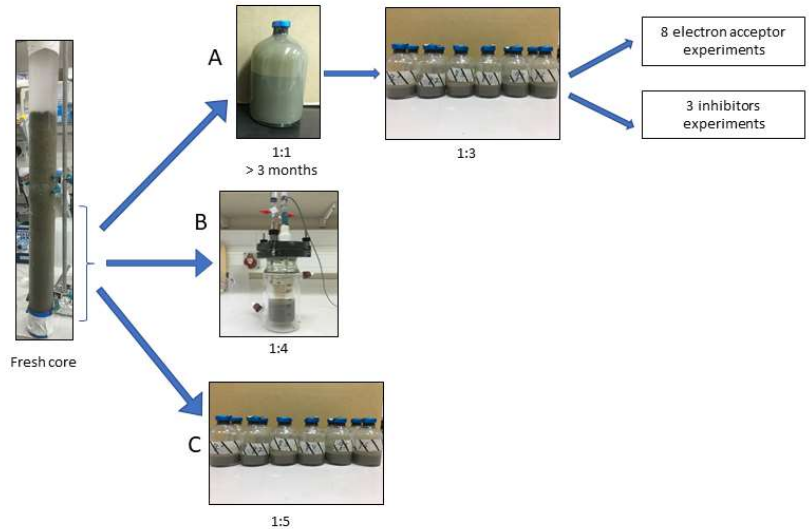 A
8 electron acceptor
experiments
3 inhibitors
experiments
1:1
> 3 months
1:3
B
1:4
Fresh core
C
1:5